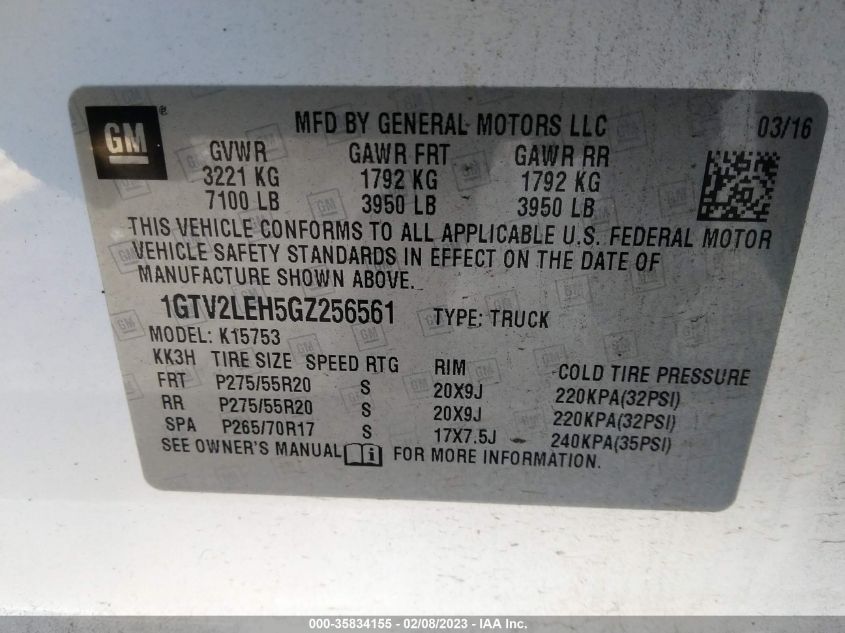 GM ® MFD BY GENERAL MOTORS LLC 03/16
GVWR GAWR FRT GAWR RR
3221 KG 1792 KG 1792 KG
7100 LB 3950 LB 3950 LB
THIS VEHICLE CONFORMS TO ALL APPLICABLE U.S. FEDERAL MOTOR
VEHICLE SAFETY STANDARDS IN EFFECT ON THE DATE OF
MANUFACTURE SHOWN ABOVE.
1GTV2LEH5GZ256561 TYPE: TRUCK
MODEL: K15753
KK3H TIRE SIZE SPEED RTG RIM COLD TIRE PRESSURE
FRT P275/55R20 S 20X9J 220KPA(32PSI)
RR P275/55R20 S 20X9J 220KPA(32PSI)
SPA P265/70R17 S 17X7.5J 240KPA(35PSI)
SEE OWNER'S MANUAL i FOR MORE INFORMATION.
000-35834155 - 02/08/2023 - IAA Inc.